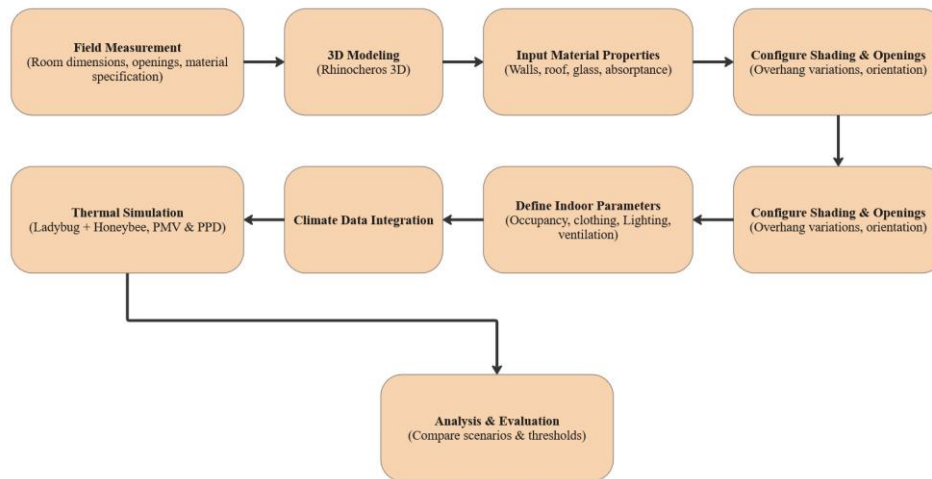 Field Measurement
(Room dimensions, openings, material
specification)
3D Modeling
(Rhinocheros 3D)
Input Material Properties
(Walls, roof, glass, absorptance)
Configure Shading & Openings
(Overhang variations, orientation)
Configure Shading & Openings
(Overhang variations, orientation)
Define Indoor Parameters
(Occupancy, clothing, Lighting,
ventilation)
Climate Data Integration
Thermal Simulation
(Ladybug + Honeybee, PMV & PPD)
Analysis & Evaluation
(Compare scenarios & thresholds)